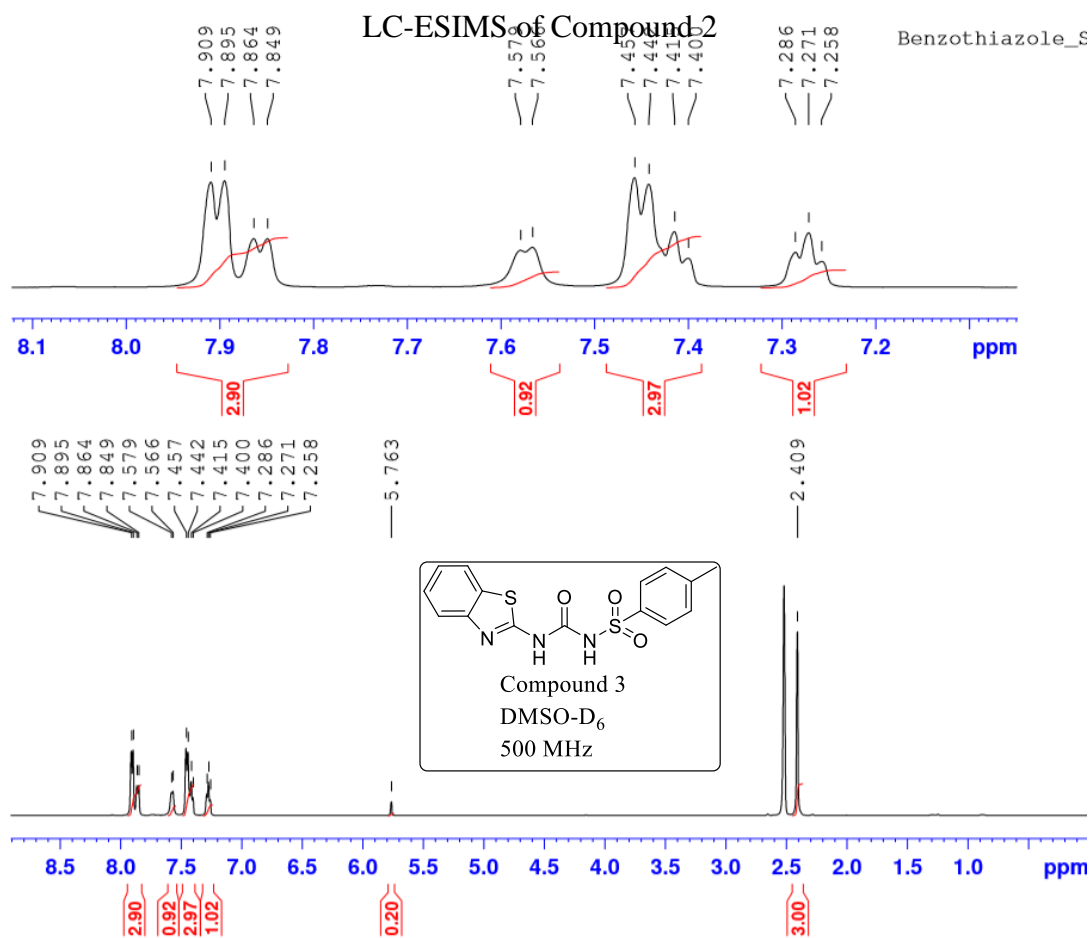 LC-ESIMS of Compound 2
Benzothiazole_S
7.909 7.895 7.864 7.849 7.579 7.566 7.457 7.442 7.415 7.400 7.286 7.271 7.258
8.1 8.0 7.9 7.8 7.7 7.6 7.5 7.4 7.3 7.2 ppm
2.90 0.92 2.97 1.02
7.909 7.895 7.864 7.849 7.579 7.566 7.457 7.442 7.415 7.400 7.286 7.271 7.258 5.763 2.409
S O O
N N H N H S O
Compound 3
DMSO-D6
500 MHz
8.5 8.0 7.5 7.0 6.5 6.0 5.5 5.0 4.5 4.0 3.5 3.0 2.5 2.0 1.5 1.0 ppm
2.90 0.92 2.97 1.02 0.20 3.00